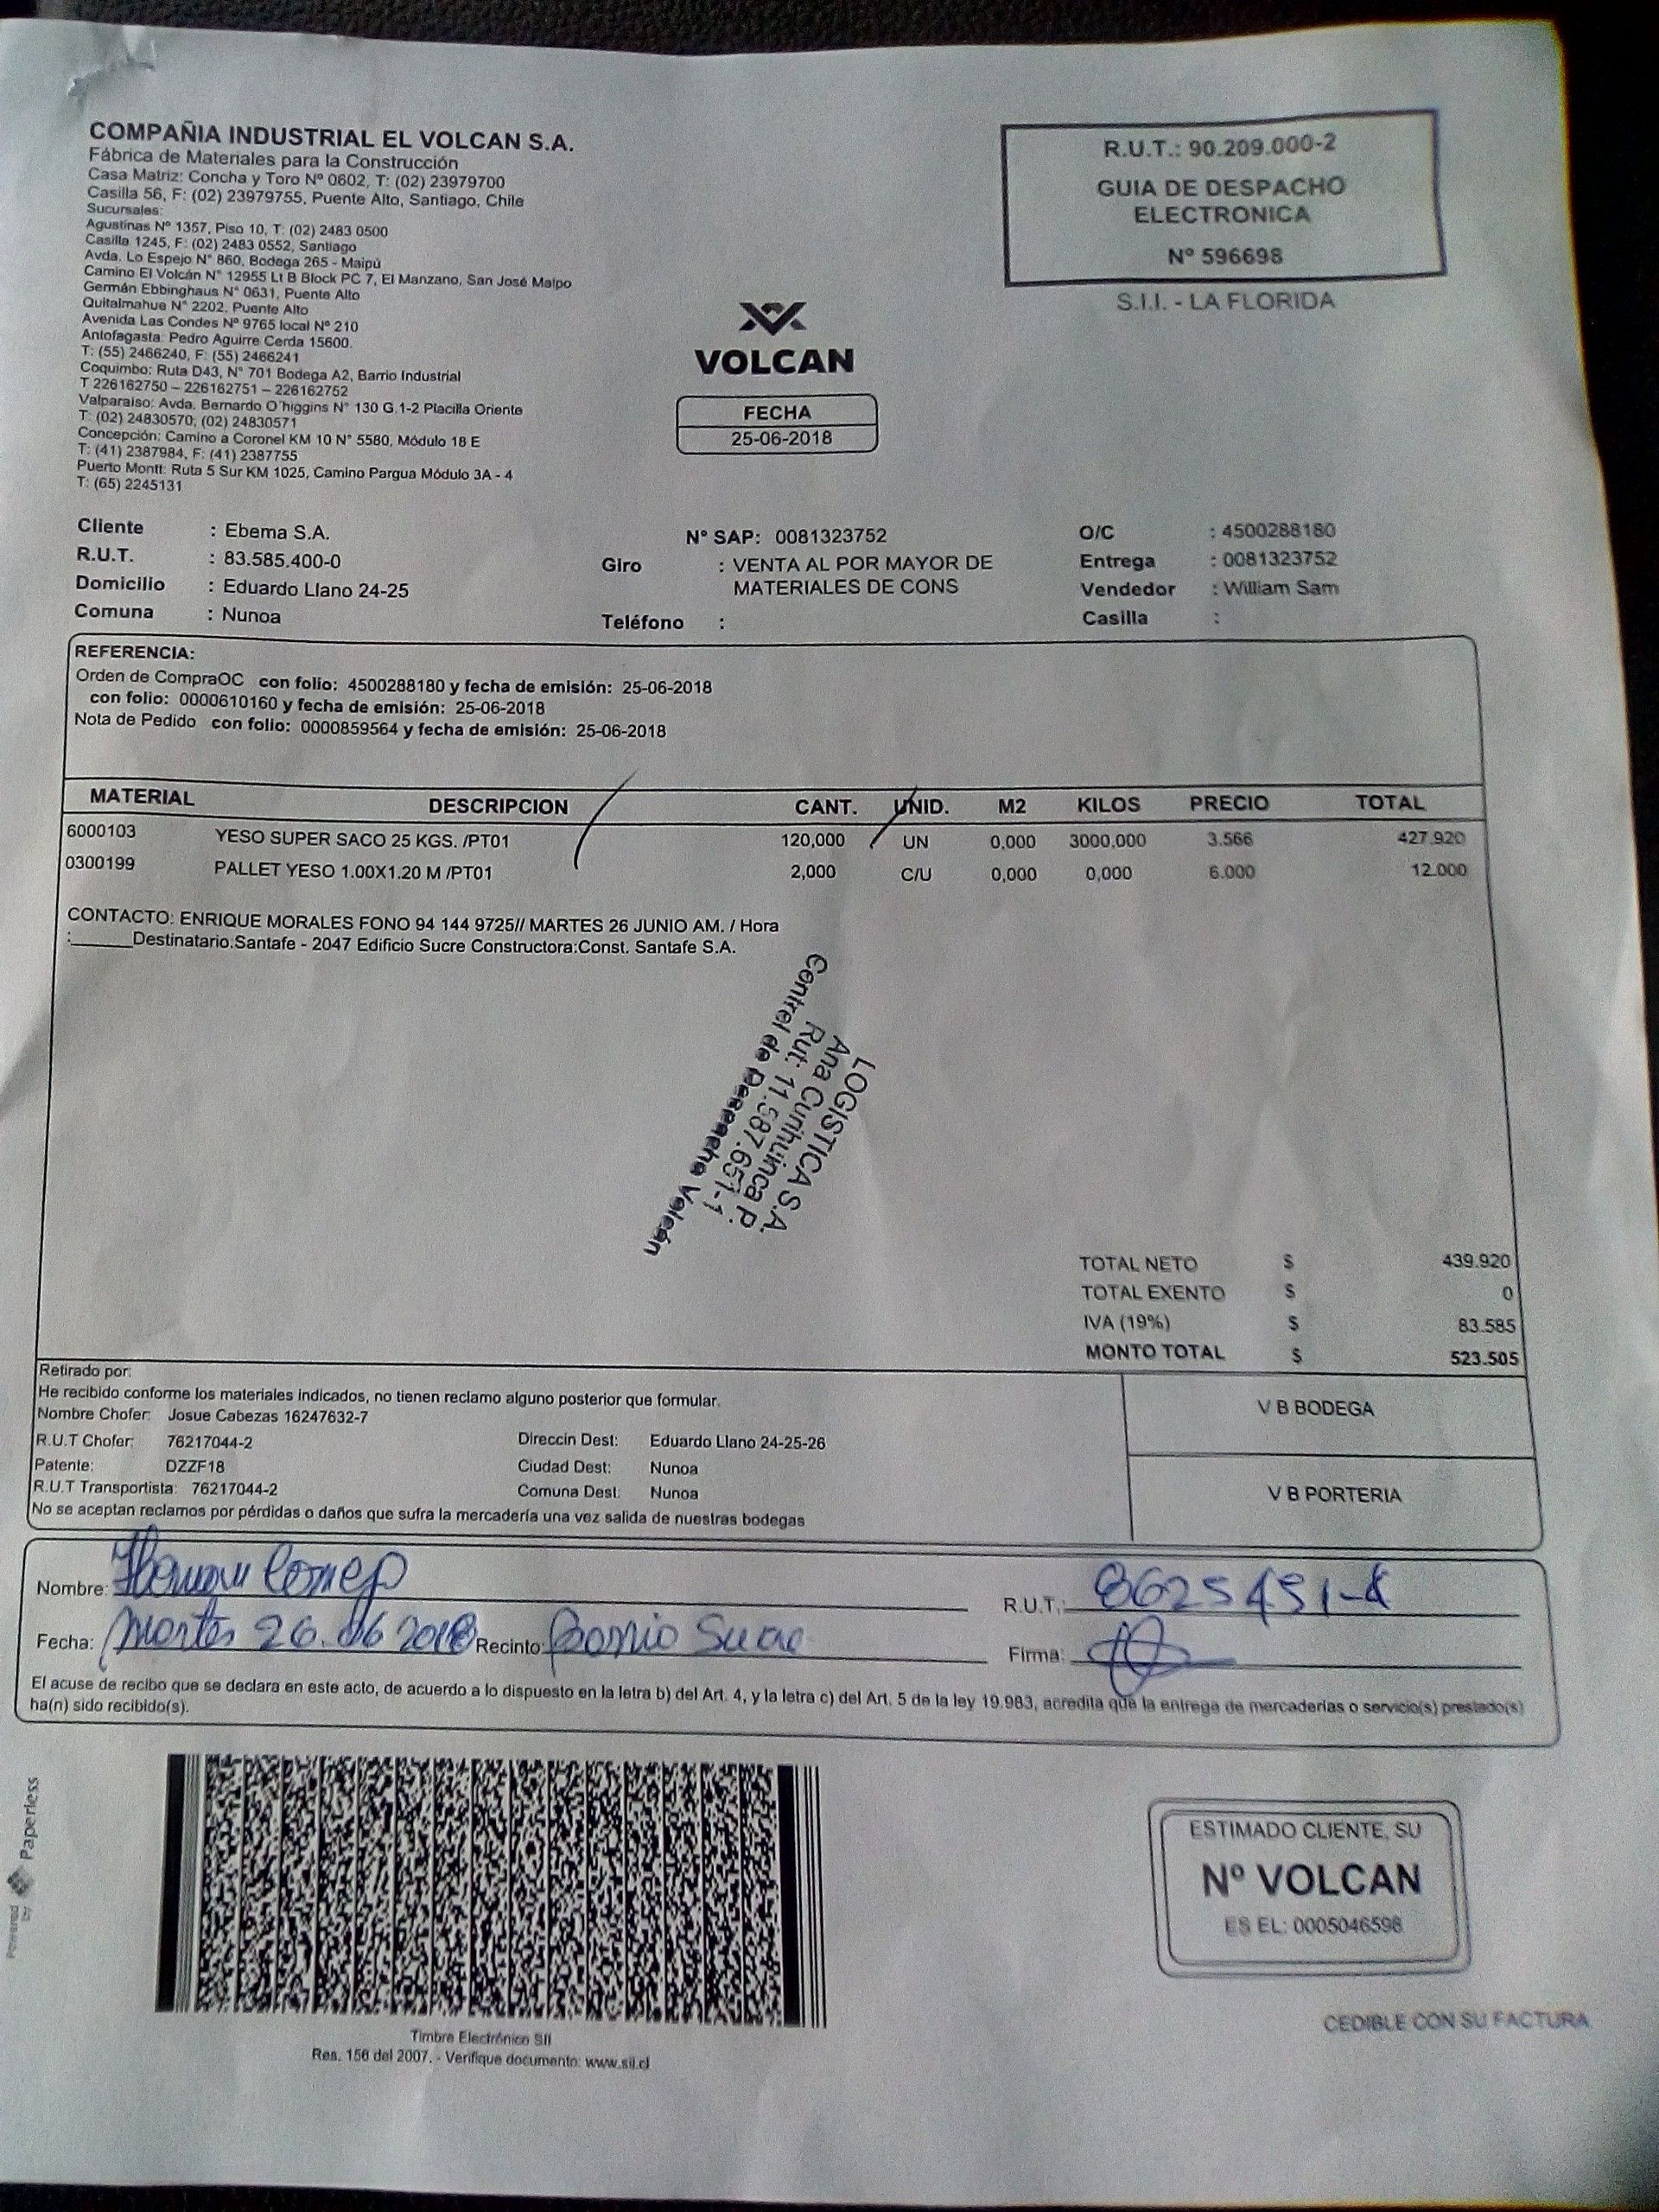 COMPAÑIA INDUSTRIAL EL VOLCAN S.A.
Fábrica de Materiales para la Construcción
Casa Matriz: Concha y Toro Nº 0602, T: (02) 23979700
Casilla 56, F: (02) 23979755, Puente Alto, Santiago, Chile
Sucursales:
Agustinas Nº 1357, Piso 10, T: (02) 2483 0500
Casilla 1245, F: (02) 2483 0552, Santiago
Avda. Lo Espejo N° 860, Bodega 265 - Maipú
Camino El Volcán N° 12955 Lt B Block PC 7, El Manzano, San José Maipo
Germán Ebbinghaus N° 0631, Puente Alto
Quitalmahue N° 2202, Puente Alto
Avenida Las Condes Nº 9765 local Nº 210
Antofagasta: Pedro Aguirre Cerda 15600.
T: (55) 2466240, F: (55) 2466241
Coquimbo: Ruta D43, N° 701 Bodega A2, Barrio Industrial
T 226162750 – 226162751 – 226162752
Valparaiso: Avda. Bernardo O'higgins N° 130 G.1-2 Placilla Oriente
T: (02) 24830570; (02) 24830571
Concepción: Camino a Coronel KM 10 N° 5580, Módulo 18 E
T: (41) 2387984, F: (41) 2387755
Puerto Montt: Ruta 5 Sur KM 1025, Camino Pargua Módulo 3A - 4
T: (65) 2245131
R.U.T.: 90.209.000-2
GUIA DE DESPACHO
ELECTRONICA
Nº 596698
S.I.I. - LA FLORIDA
VOLCAN
FECHA
25-06-2018
Cliente : Ebema S.A.
R.U.T. : 83.585.400-0
Domicilio : Eduardo Llano 24-25
Comuna : Nunoa
N° SAP: 0081323752
Giro : VENTA AL POR MAYOR DE
MATERIALES DE CONS
Teléfono :
O/C : 4500288180
Entrega : 0081323752
Vendedor : William Sam
Casilla :
REFERENCIA:
Orden de CompraOC con folio: 4500288180 y fecha de emisión: 25-06-2018
con folio: 0000610160 y fecha de emisión: 25-06-2018
Nota de Pedido con folio: 0000859564 y fecha de emisión: 25-06-2018
MATERIAL DESCRIPCION CANT. UNID. M2 KILOS PRECIO TOTAL
6000103 YESO SUPER SACO 25 KGS. /PT01 120,000 UN 0,000 3000,000 3.566 427.920
0300199 PALLET YESO 1.00X1.20 M /PT01 2,000 C/U 0,000 0,000 6.000 12.000
CONTACTO: ENRIQUE MORALES FONO 94 144 9725// MARTES 26 JUNIO AM. / Hora
:______Destinatario.Santafe - 2047 Edificio Sucre Constructora:Const. Santafe S.A.
LOGISTICA S.A.
Ana Curihuinca P.
Rut: 11.587.651-1
Control de Despacho Volcán
TOTAL NETO $ 439.920
TOTAL EXENTO $ 0
IVA (19%) $ 83.585
MONTO TOTAL $ 523.505
Retirado por:
He recibido conforme los materiales indicados, no tienen reclamo alguno posterior que formular.
Nombre Chofer: Josue Cabezas 16247632-7
R.U.T Chofer: 76217044-2 Direccin Dest: Eduardo Llano 24-25-26
Patente: DZZF18 Ciudad Dest: Nunoa
R.U.T Transportista: 76217044-2 Comuna Dest: Nunoa
No se aceptan reclamos por pérdidas o daños que sufra la mercadería una vez salida de nuestras bodegas
V B BODEGA
V B PORTERIA
Nombre:
R.U.T.:
Fecha: Martes 26.06 2018 Recinto:
Firma:
El acuse de recibo que se declara en este acto, de acuerdo a lo dispuesto en la letra b) del Art. 4, y la letra c) del Art. 5 de la ley 19.983, acredita que la entrega de mercaderías o servicio(s) prestado(s)
ha(n) sido recibido(s).
Powered by Paperless
Timbre Electrónico SII
Res. 156 del 2007. - Verifique documento: www.sii.cl
ESTIMADO CLIENTE, SU
Nº VOLCAN
ES EL: 0005046598
CEDIBLE CON SU FACTURA